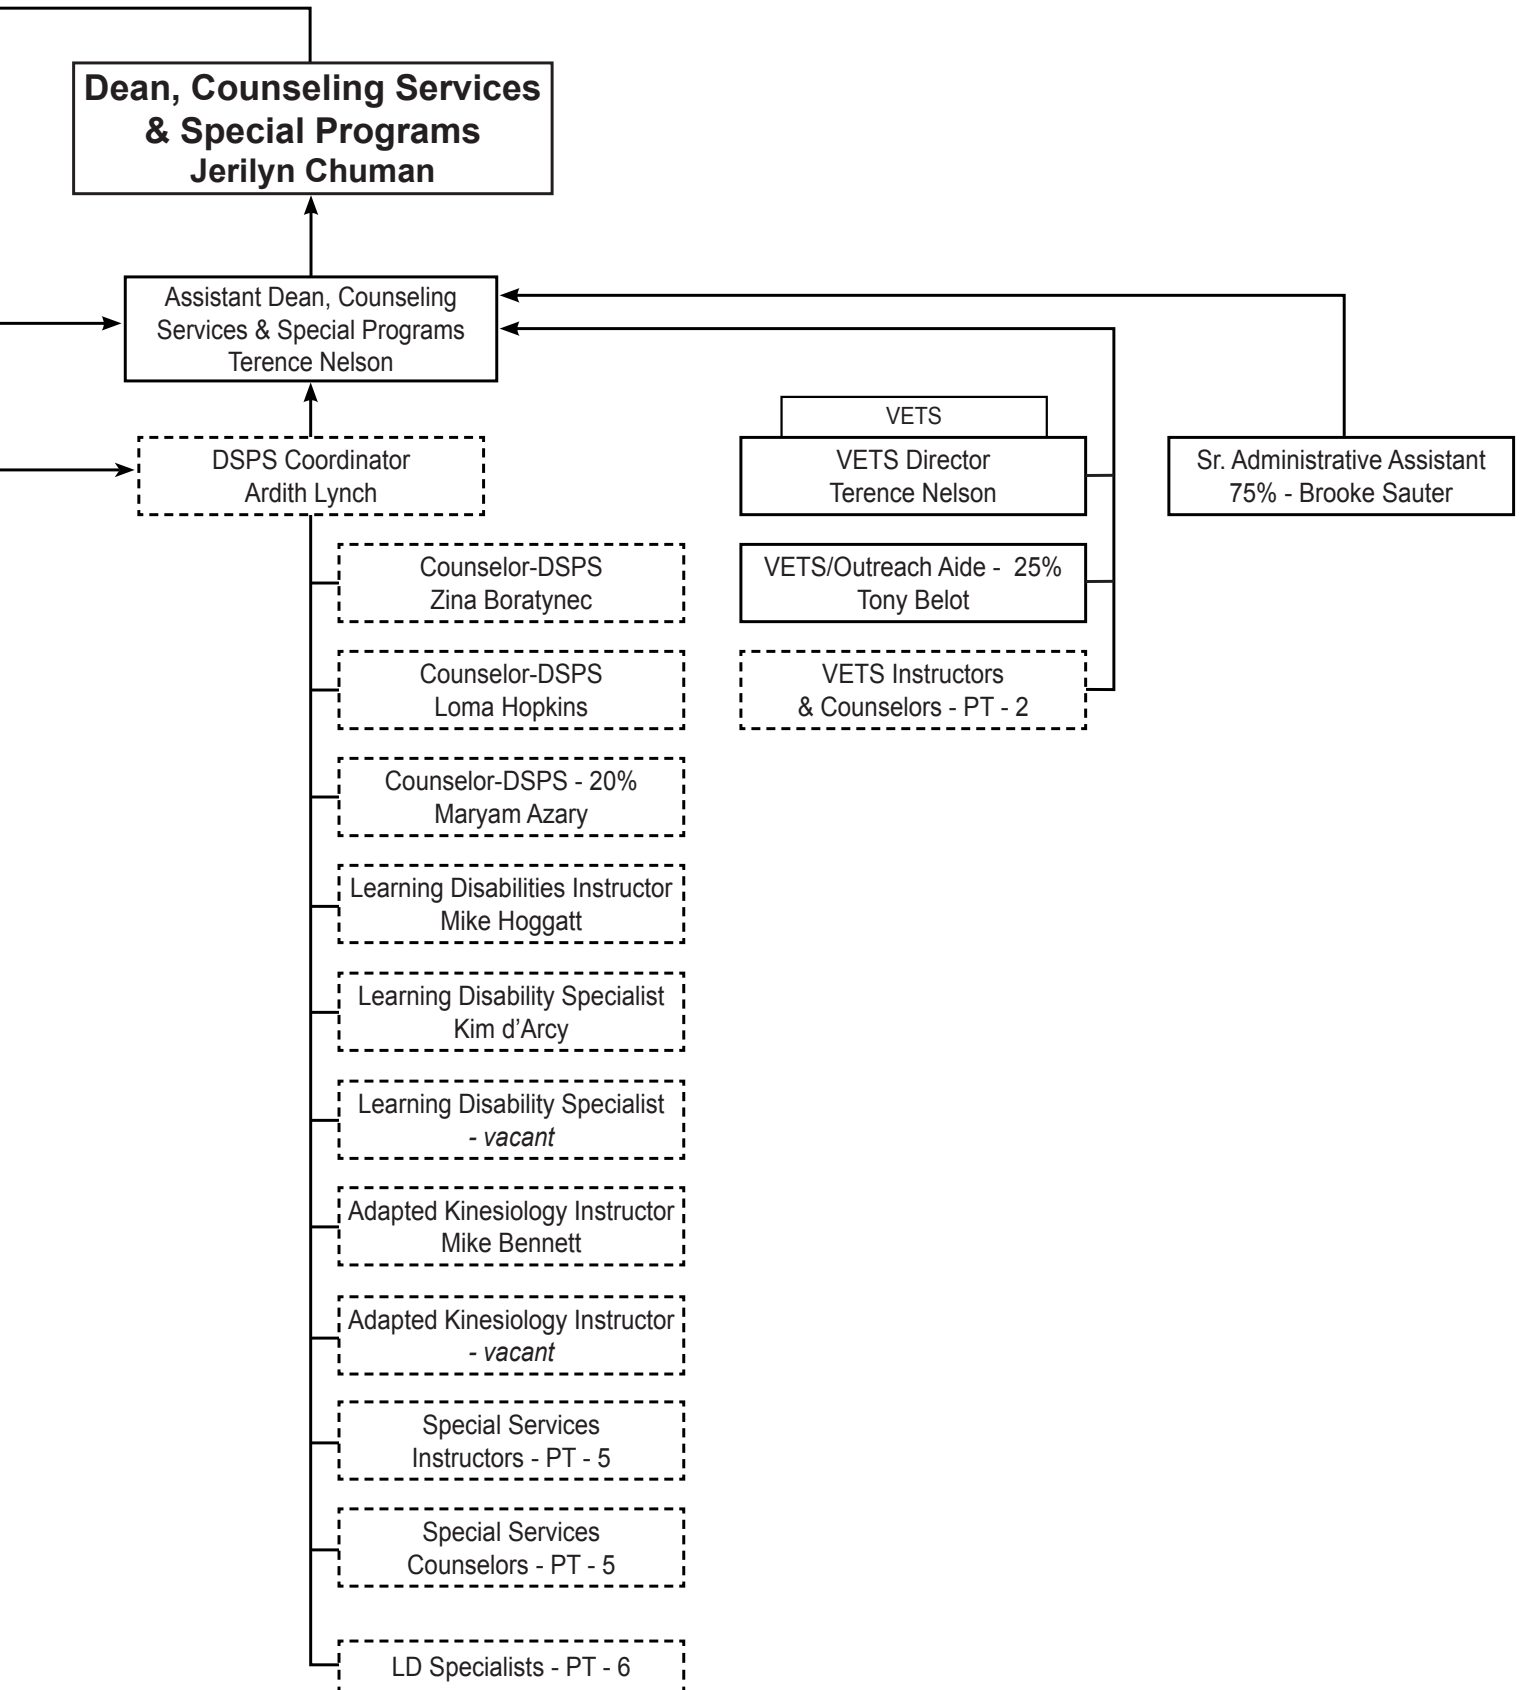 Dean, Counseling Services
& Special Programs
Jerilyn Chuman
Assistant Dean, Counseling
Services & Special Programs
Terence Nelson
DSPS Coordinator
Ardith Lynch
Counselor-DSPS
Zina Boratynec
Counselor-DSPS
Loma Hopkins
Counselor-DSPS - 20%
Maryam Azary
Learning Disabilities Instructor
Mike Hoggatt
Learning Disability Specialist
Kim d’Arcy
Learning Disability Specialist
- vacant
Adapted Kinesiology Instructor
Mike Bennett
Adapted Kinesiology Instructor
- vacant
Special Services
Instructors - PT - 5
Special Services
Counselors - PT - 5
LD Specialists - PT - 6
VETS
VETS Director
Terence Nelson
VETS/Outreach Aide - 25%
Tony Belot
VETS Instructors
& Counselors - PT - 2
Sr. Administrative Assistant
75% - Brooke Sauter